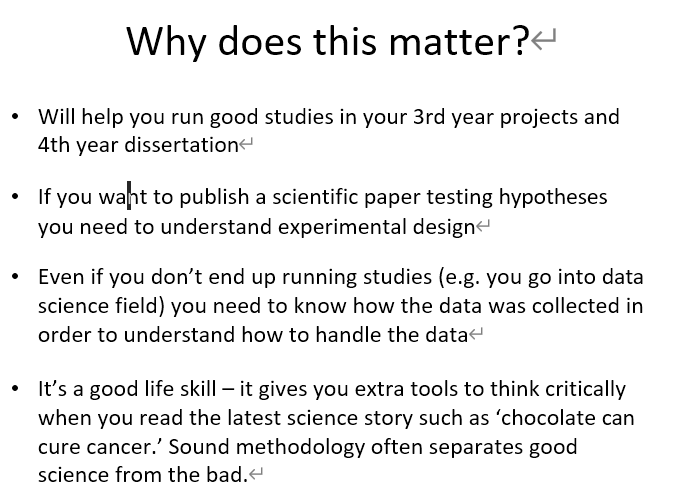 Why does this matter?
• Will help you run good studies in your 3rd year projects and
4th year dissertation
• If you want to publish a scientific paper testing hypotheses
you need to understand experimental design
• Even if you don’t end up running studies (e.g. you go into data
science field) you need to know how the data was collected in
order to understand how to handle the data
• It’s a good life skill – it gives you extra tools to think critically
when you read the latest science story such as ‘chocolate can
cure cancer.’ Sound methodology often separates good
science from the bad.